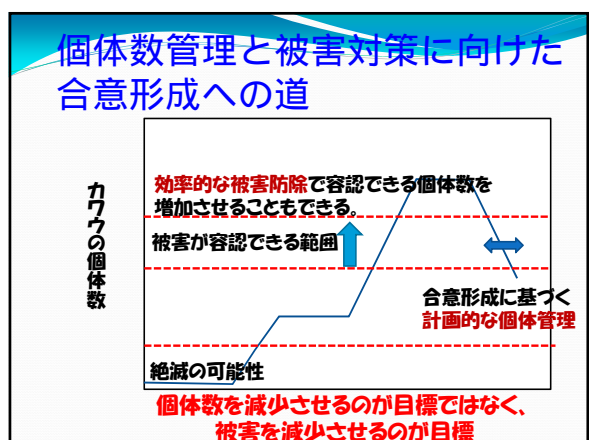 個体数管理と被害対策に向けた
合意形成への道
カワウの個体数
効率的な被害防除で容認できる個体数を
増加させることもできる。
被害が容認できる範囲
合意形成に基づく
計画的な個体管理
絶滅の可能性
個体数を減少させるのが目標ではなく、
被害を減少させるのが目標